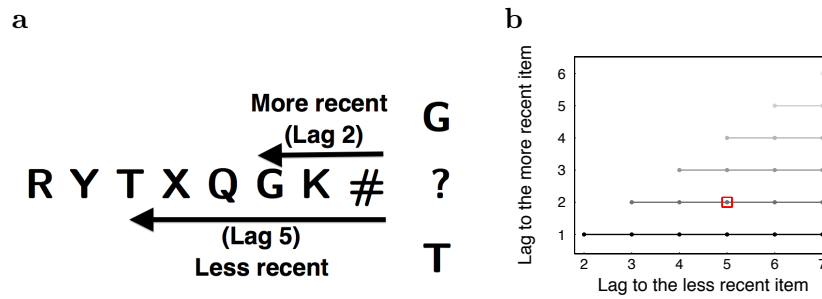 a
More recent
(Lag 2)
G
R Y T X Q G K # ?
(Lag 5)
Less recent
T
b
Lag to the more recent item
6
5
4
3
2
1
2 3 4 5 6 7
Lag to the less recent item